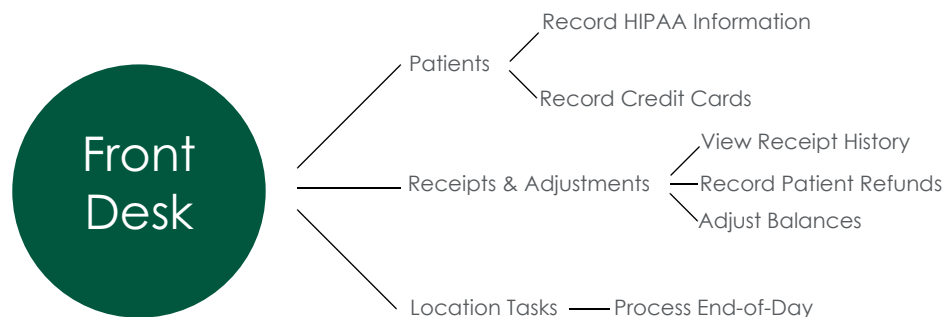 Front
Desk
Patients
Record HIPAA Information
Record Credit Cards
Receipts & Adjustments
View Receipt History
Record Patient Refunds
Adjust Balances
Location Tasks
Process End-of-Day